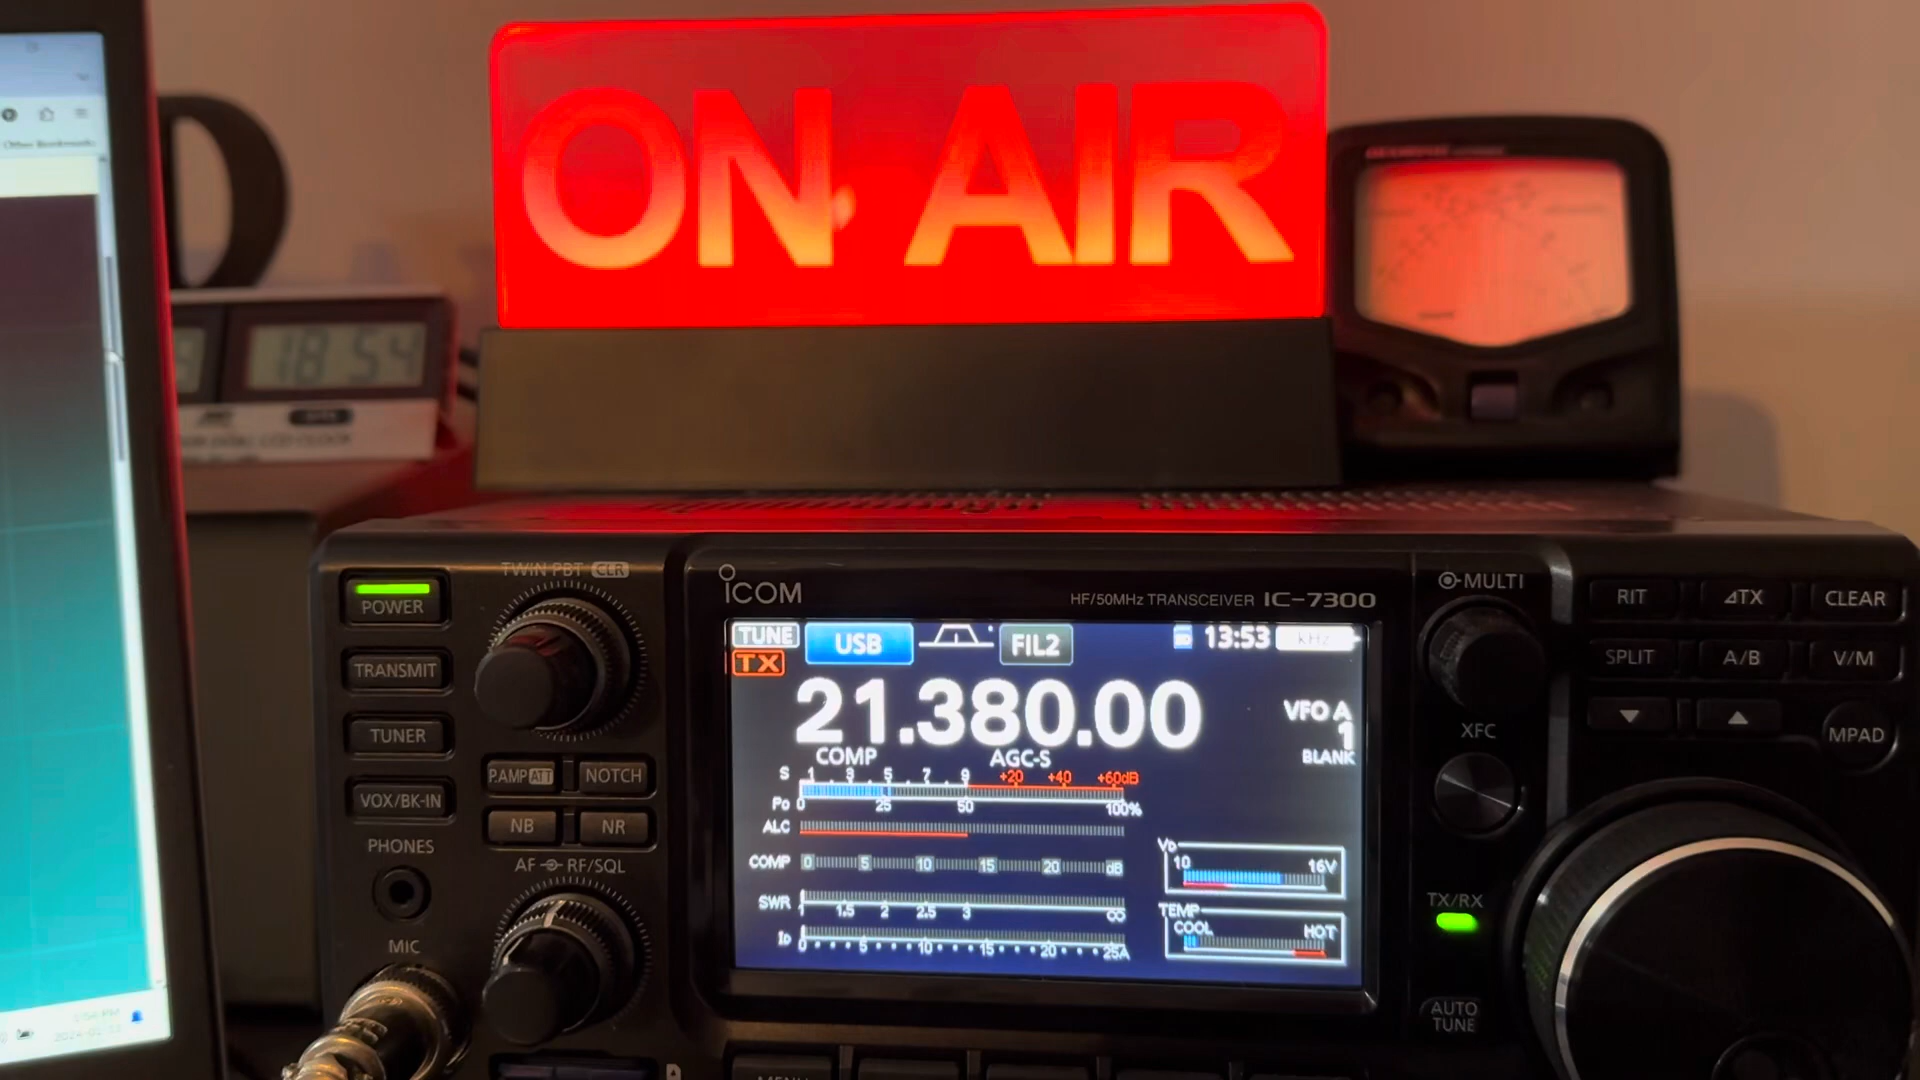 Other Bookmarks
ON AIR
18:54
1:54 PM
TWIN PBT CLR
ICOM
HF/50MHz TRANSCEIVER IC-7300
MULTI
RIT
⊿TX
CLEAR
POWER
TRANSMIT
TUNER
VOX/BK-IN
P.AMP ATT
NOTCH
NB
NR
PHONES
AF RF/SQL
MIC
TUNE
USB
FIL2
13:53
kHz
TX
21.380.00
VFO A
1
COMP
AGC-S
BLANK
S 1 3 5 7 9 +20 +40 +60dB
Po 0 25 50 100%
ALC
COMP 0 5 10 15 20 dB
SWR 1 1.5 2 2.5 3 ∞
ID 0 5 10 15 20 25A
VD
10 16V
TEMP
COOL HOT
SPLIT
A/B
V/M
XFC
MPAD
TX/RX
AUTO
TUNE
MENU